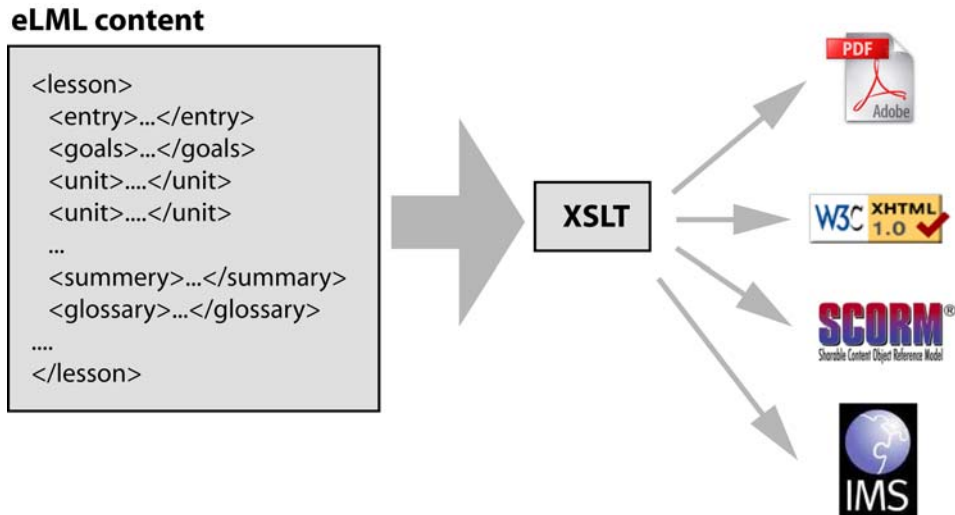 eLML content
<lesson>
<entry>...</entry>
<goals>...</goals>
<unit>....</unit>
<unit>....</unit>
...
<summery>...</summary>
<glossary>...</glossary>
....
</lesson>
XSLT
PDF
Adobe
W3C XHTML
1.0
SCORM®
Sharable Content Object Reference Model
IMS